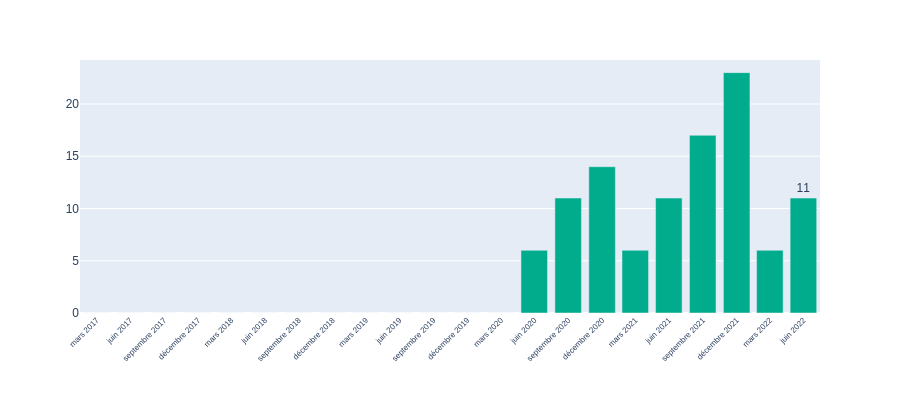 20
15
10
5
0
11
mars 2017
juin 2017
septembre 2017
décembre 2017
mars 2018
juin 2018
septembre 2018
décembre 2018
mars 2019
juin 2019
septembre 2019
décembre 2019
mars 2020
juin 2020
septembre 2020
décembre 2020
mars 2021
juin 2021
septembre 2021
décembre 2021
mars 2022
juin 2022